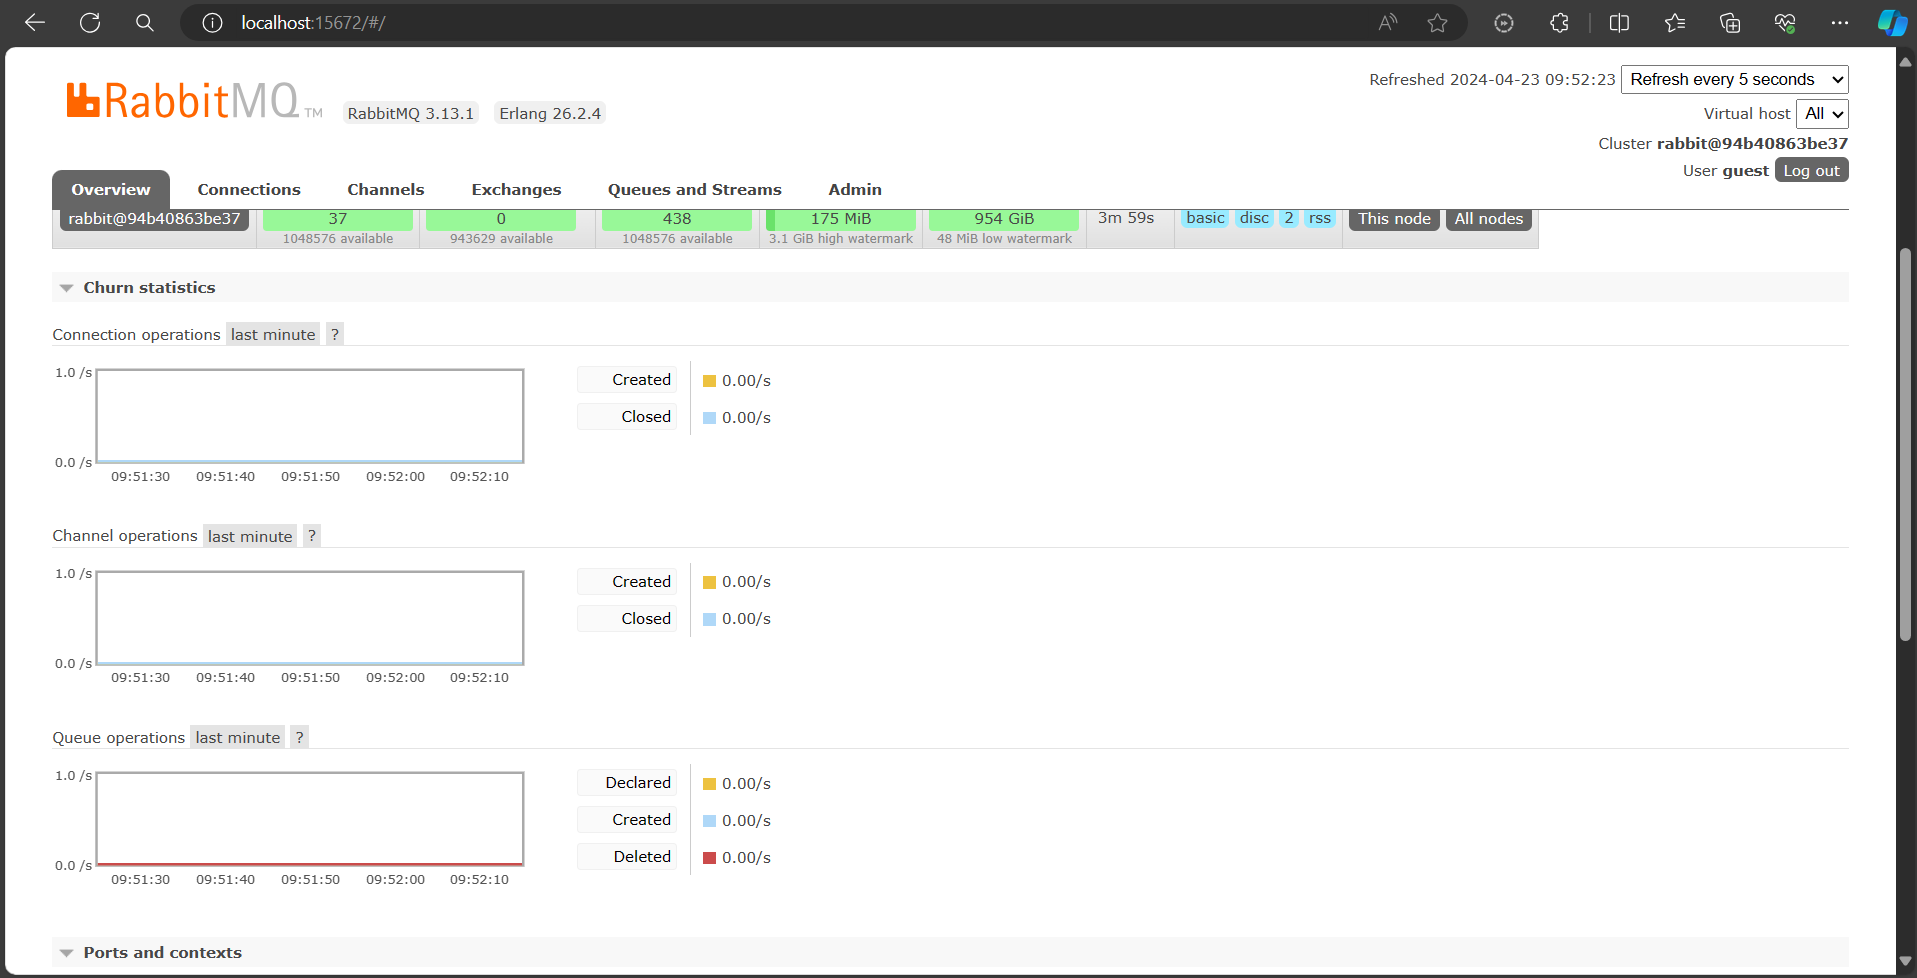 localhost:15672/#/
Refreshed 2024-04-23 09:52:23 Refresh every 5 seconds
RabbitMQ TM RabbitMQ 3.13.1 Erlang 26.2.4
Virtual host All
Cluster rabbit@94b40863be37
User guest Log out
Overview Connections Channels Exchanges Queues and Streams Admin
rabbit@94b40863be37 37 0 438 175 MiB 954 GiB 3m 59s basic disc 2 rss This node All nodes
1048576 available 943629 available 1048576 available 3.1 GiB high watermark 48 MiB low watermark
Churn statistics
Connection operations last minute ?
1.0 /s
Created 0.00/s
Closed 0.00/s
0.0 /s
09:51:30 09:51:40 09:51:50 09:52:00 09:52:10
Channel operations last minute ?
1.0 /s
Created 0.00/s
Closed 0.00/s
0.0 /s
09:51:30 09:51:40 09:51:50 09:52:00 09:52:10
Queue operations last minute ?
1.0 /s
Declared 0.00/s
Created 0.00/s
Deleted 0.00/s
0.0 /s
09:51:30 09:51:40 09:51:50 09:52:00 09:52:10
Ports and contexts